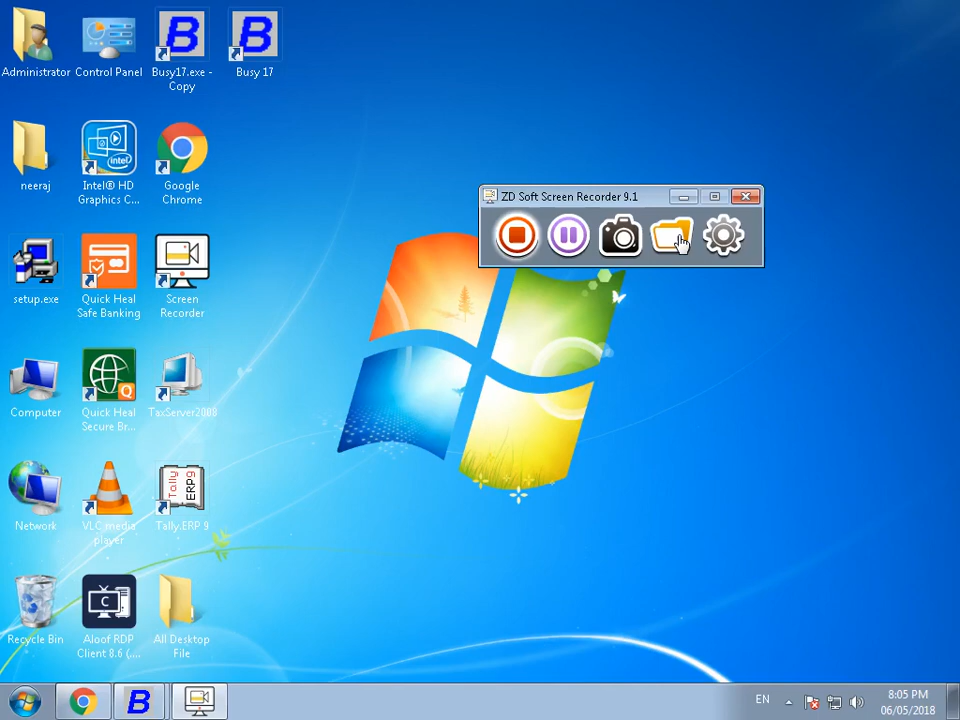 Administrator
Control Panel
Busy17.exe -
Copy
Busy 17
neeraj
Intel® HD
Graphics C...
Google
Chrome
ZD Soft Screen Recorder 9.1
setup.exe
Quick Heal
Safe Banking
Screen
Recorder
Computer
Quick Heal
Secure Br...
TaxServer2008
Network
VLC media
player
Tally
ERP9
Tally.ERP 9
Recycle Bin
Aloof RDP
Client 8.6 (....
All Desktop
File
EN
8:05 PM
06/05/2018